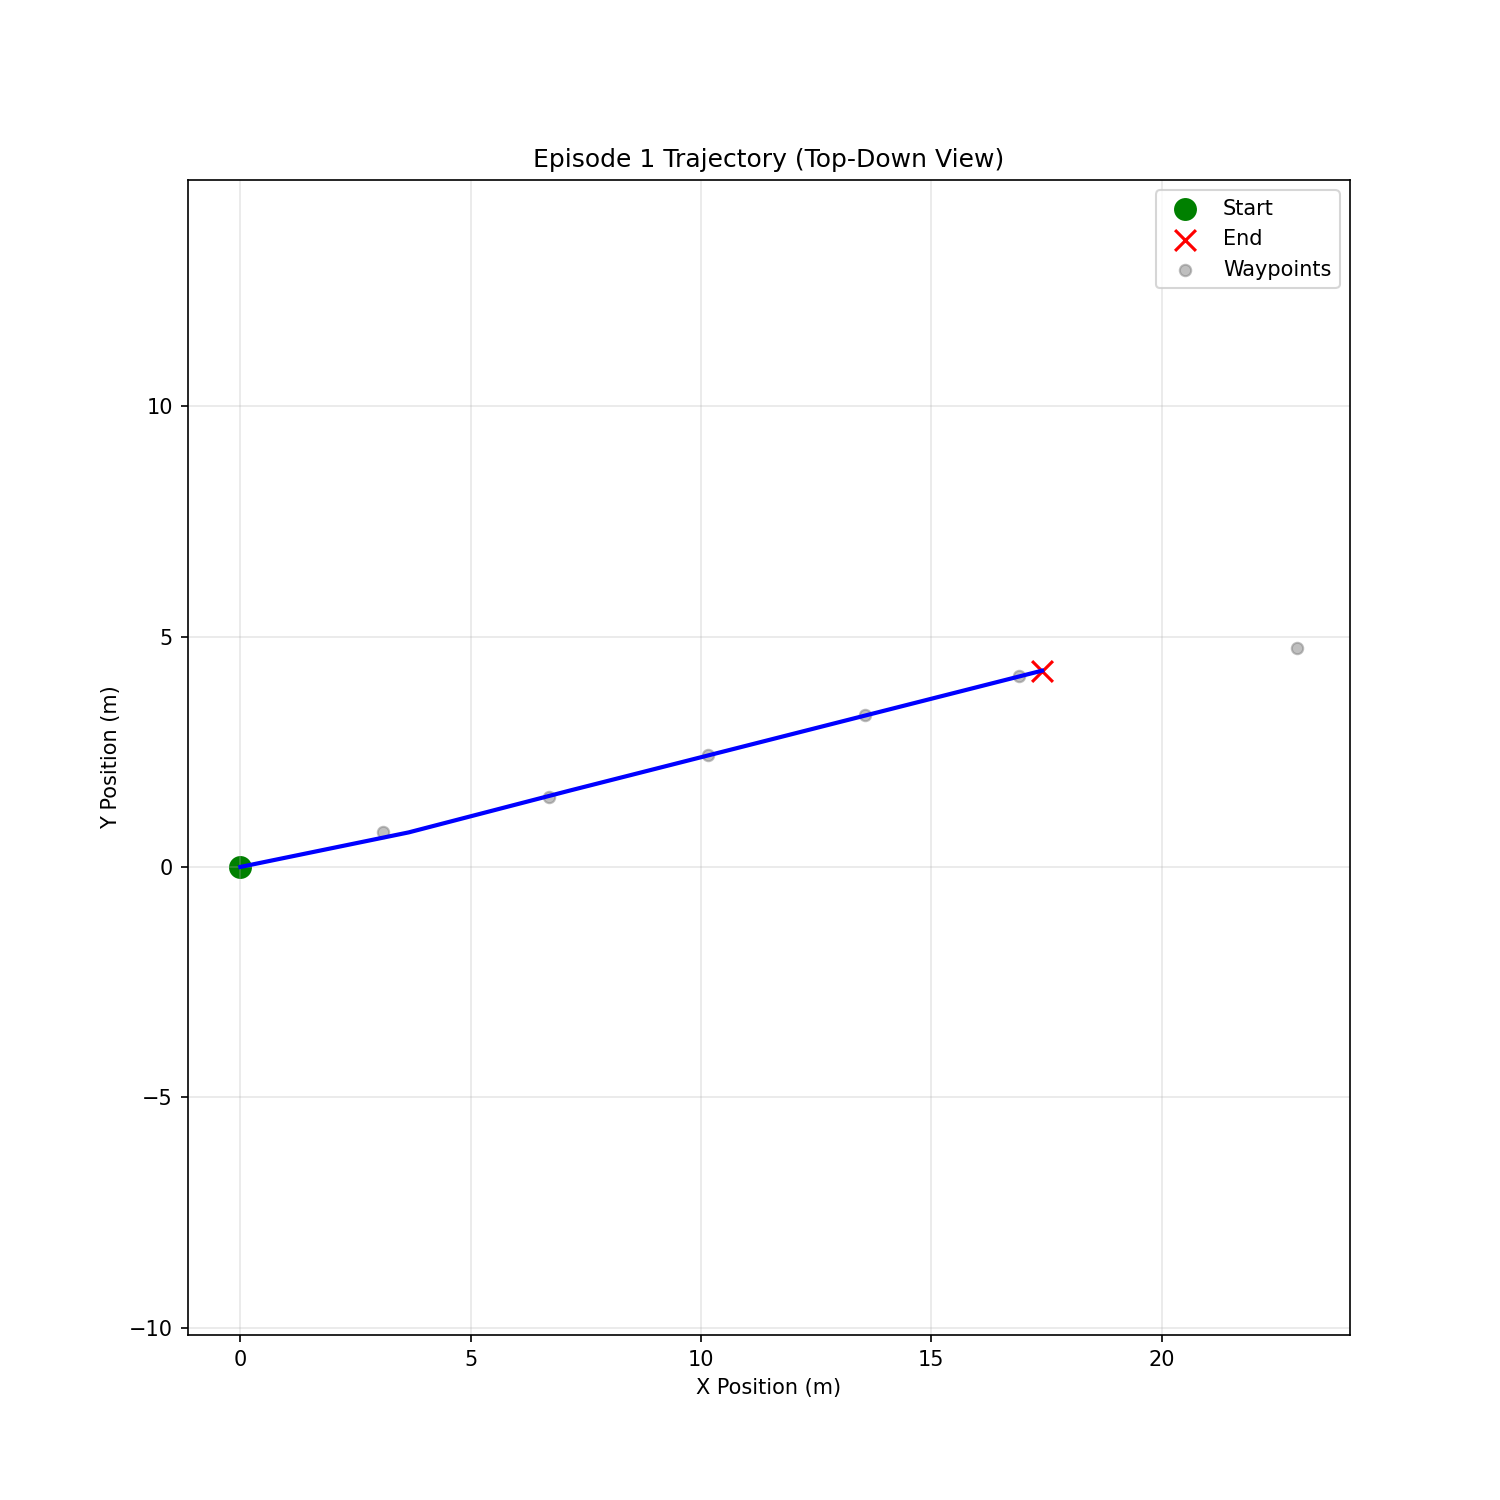 Episode 1 Trajectory (Top-Down View)
Start
End
Waypoints
10
5
0
−5
−10
Y Position (m)
0
5
10
15
20
X Position (m)